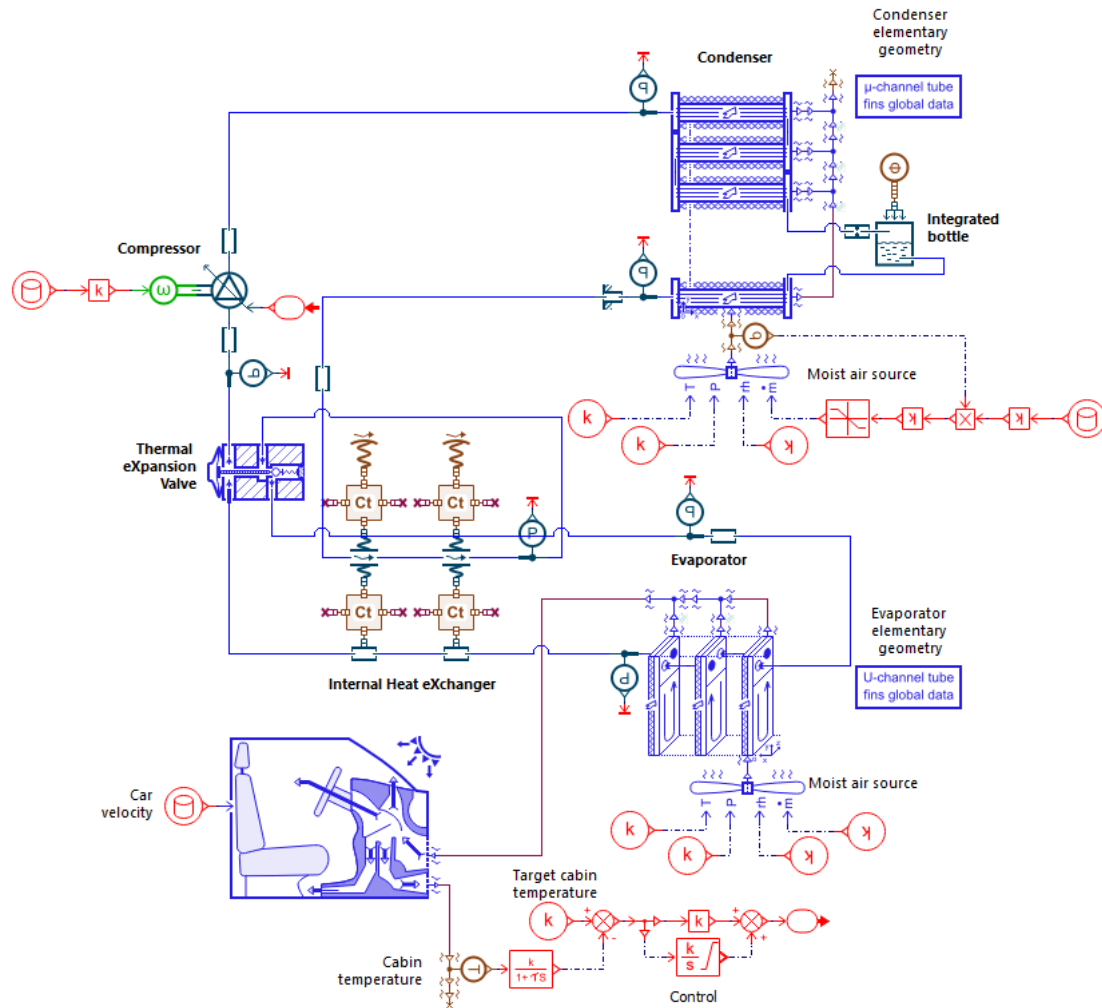 Condenser
elementary
geometry
Condenser
μ-channel tube
fins global data
P
Integrated
bottle
Compressor
k
ω
P
q
q
Moist air source
T
P
ṁ
k
k
k
k
k
x
Thermal
eXpansion
Valve
Ct
Ct
P
P
Evaporator
Ct
Ct
Evaporator
elementary
geometry
U-channel tube
fins global data
P
Internal Heat eXchanger
Car
velocity
Moist air source
T
P
ṁ
k
k
k
k
Target cabin
temperature
k
+
-
k
+
+
k
s
Cabin
temperature
T
k
1+τS
Control